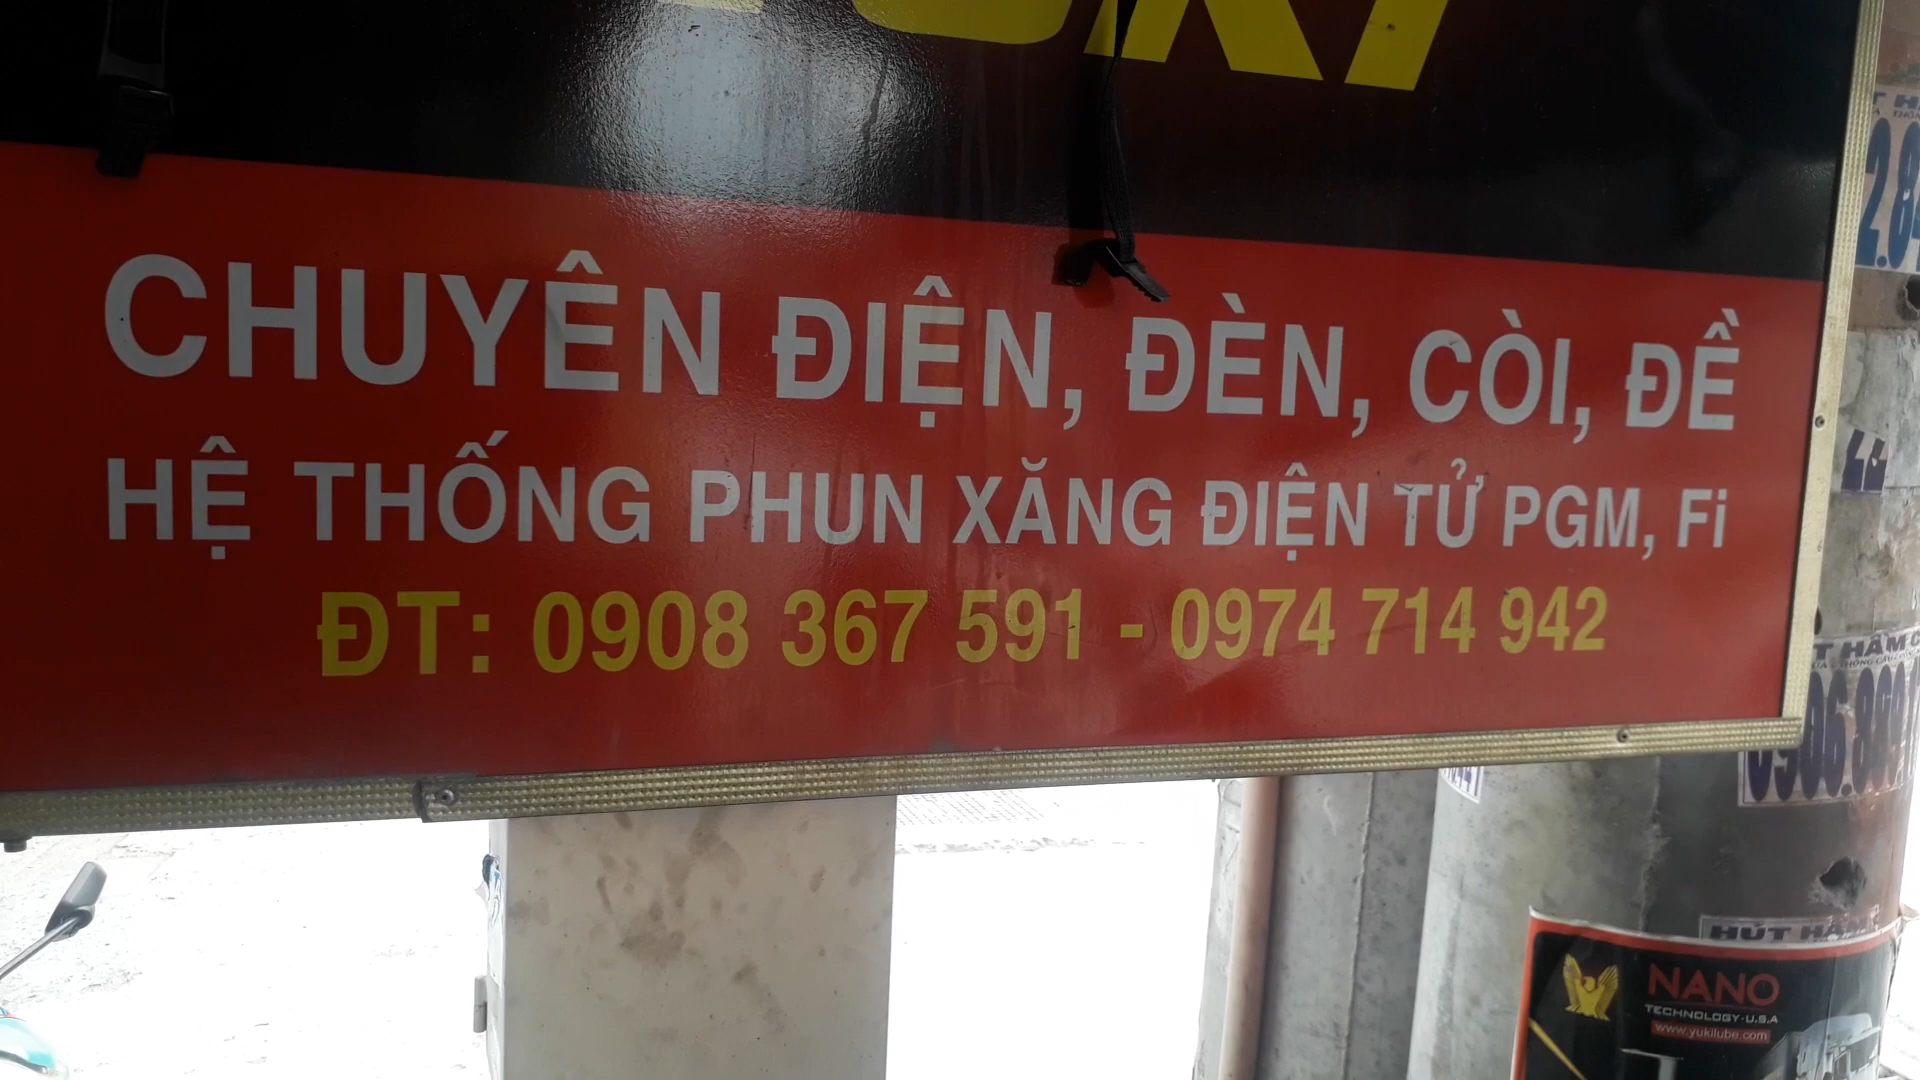 CHUYÊN ĐIỆN, ĐÈN, CÒI, ĐỀ
HỆ THỐNG PHUN XĂNG ĐIỆN TỬ PGM, Fi
ĐT: 0908 367 591 - 0974 714 942
HÚT
NANO
TECHNOLOGY-U.S.A
www.yukilube.com